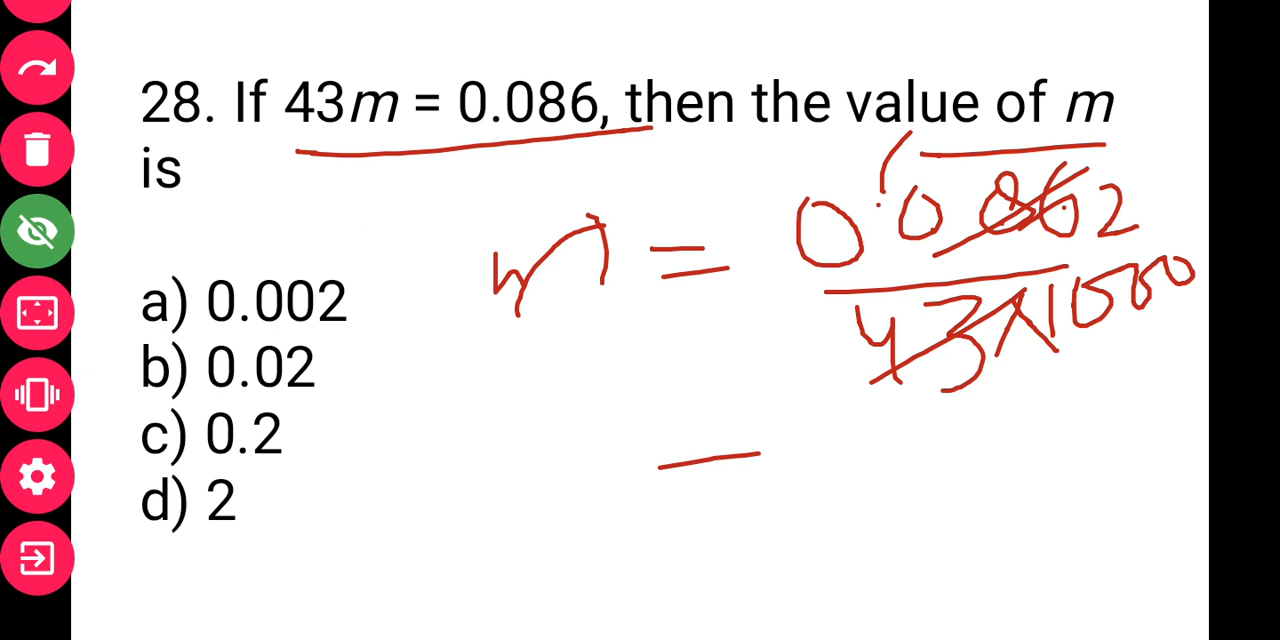 28. If 43m = 0.086, then the value of m
is
m = 0.0862
43×1000
a) 0.002
b) 0.02
c) 0.2
d) 2